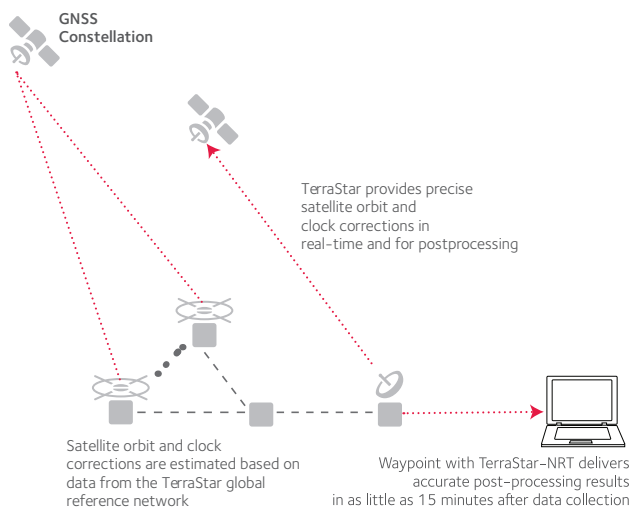 GNSS
Constellation
TerraStar provides precise
satellite orbit and
clock corrections in
real-time and for postprocessing
Satellite orbit and clock
corrections are estimated based on
data from the TerraStar global
reference network
Waypoint with TerraStar-NRT delivers
accurate post-processing results
in as little as 15 minutes after data collection